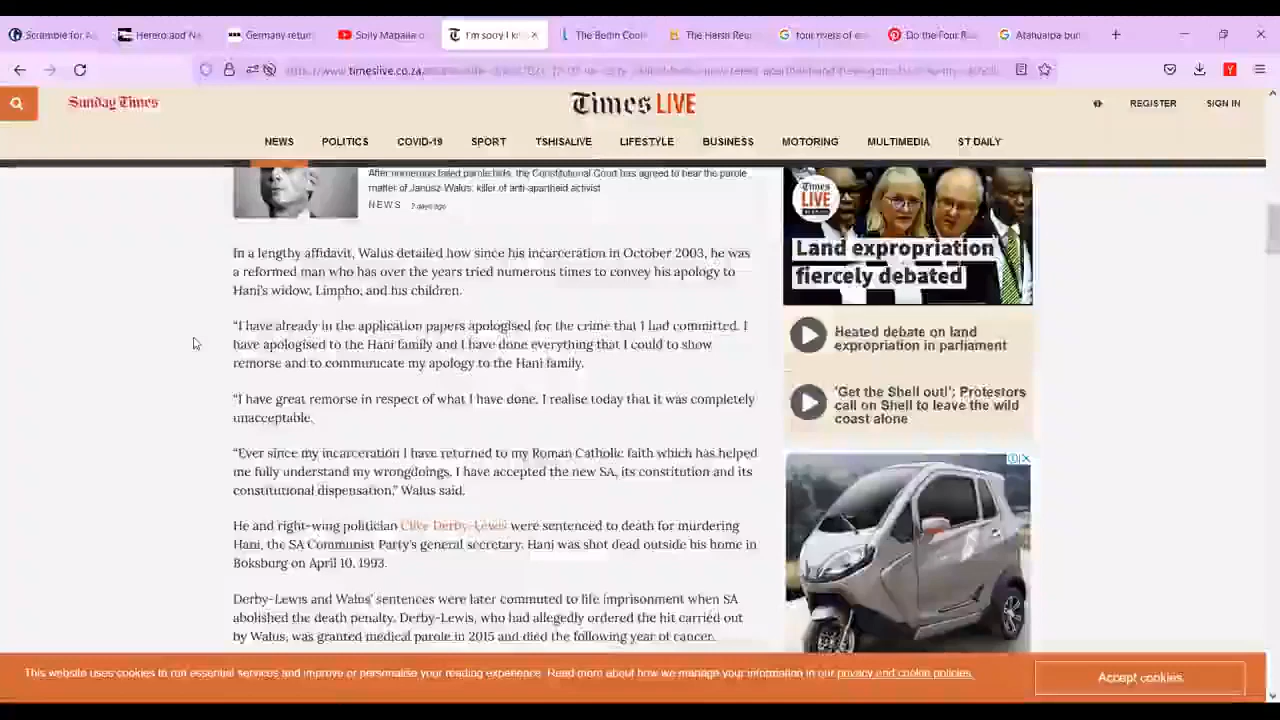 Scramble for A
Herero and Na
Germany retur
Solly Mapaila o
I'm sorry I k
The Berlin Con
The Harsh Reu
four rivers of e
Do the Four R
Atahualpa bur
www.timeslive.co.za
Sunday Times
Times LIVE
REGISTER
SIGN IN
NEWS
POLITICS
COVID-19
SPORT
TSHISALIVE
LIFESTYLE
BUSINESS
MOTORING
MULTIMEDIA
ST DAILY
After numerous failed parole bids, the Constitutional Court has agreed to hear the parole
matter of Janusz Walus, killer of anti-apartheid activist
NEWS 7 days ago
In a lengthy affidavit, Walus detailed how since his incarceration in October 2003, he was
a reformed man who has over the years tried numerous times to convey his apology to
Hani's widow, Limpho, and his children.
“I have already in the application papers apologised for the crime that I had committed. I
have apologised to the Hani family and I have done everything that I could to show
remorse and to communicate my apology to the Hani family.
“I have great remorse in respect of what I have done. I realise today that it was completely
unacceptable.
“Ever since my incarceration I have returned to my Roman Catholic faith which has helped
me fully understand my wrongdoings. I have accepted the new SA, its constitution and its
constitutional dispensation,” Walus said.
He and right-wing politician Clive Derby-Lewis were sentenced to death for murdering
Hani, the SA Communist Party's general secretary. Hani was shot dead outside his home in
Boksburg on April 10, 1993.
Derby-Lewis and Walus' sentences were later commuted to life imprisonment when SA
abolished the death penalty. Derby-Lewis, who had allegedly ordered the hit carried out
by Walus, was granted medical parole in 2015 and died the following year of cancer.
Times
LIVE
Land expropriation
fiercely debated
Heated debate on land
expropriation in parliament
'Get the Shell out!': Protestors
call on Shell to leave the wild
coast alone
This website uses cookies to run essential services and improve or personalise your reading experience. Read more about how we manage your information in our privacy and cookie policies.
Accept cookies.